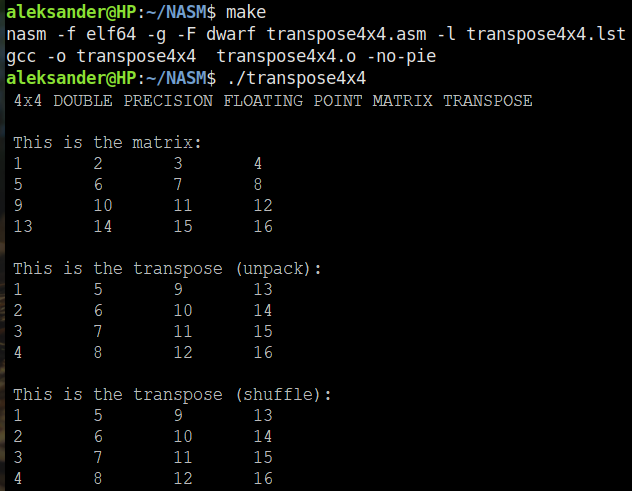 aleksander@HP:~/NASM$ make
nasm -f elf64 -g -F dwarf transpose4x4.asm -l transpose4x4.lst
gcc -o transpose4x4  transpose4x4.o -no-pie
aleksander@HP:~/NASM$ ./transpose4x4
4x4 DOUBLE PRECISION FLOATING POINT MATRIX TRANSPOSE

This is the matrix:
1       2       3       4
5       6       7       8
9       10      11      12
13      14      15      16

This is the transpose (unpack):
1       5       9       13
2       6       10      14
3       7       11      15
4       8       12      16

This is the transpose (shuffle):
1       5       9       13
2       6       10      14
3       7       11      15
4       8       12      16